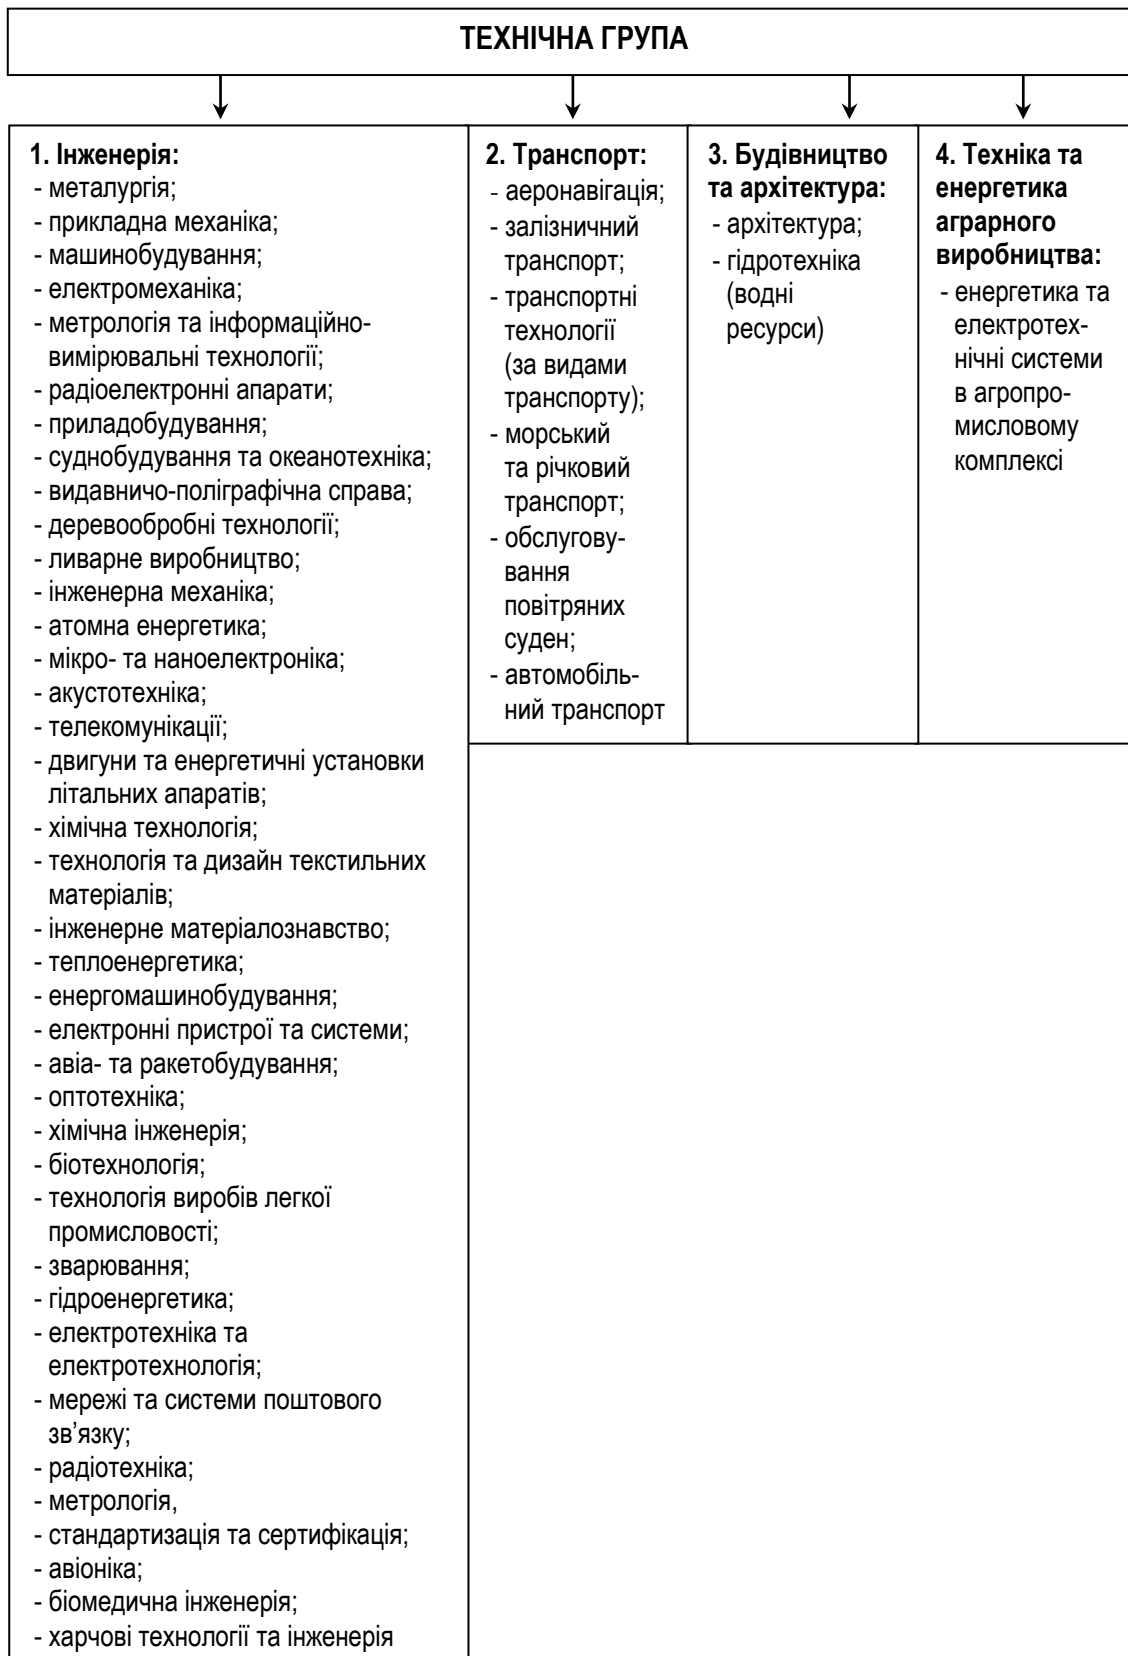 ТЕХНІЧНА ГРУПА
1. Інженерія:
- металургія;
- прикладна механіка;
- машинобудування;
- електромеханіка;
- метрологія та інформаційно-
вимірювальні технології;
- радіоелектронні апарати;
- приладобудування;
- суднобудування та океанотехніка;
- видавничо-поліграфічна справа;
- деревообробні технології;
- ливарне виробництво;
- інженерна механіка;
- атомна енергетика;
- мікро- та наноелектроніка;
- акустотехніка;
- телекомунікації;
- двигуни та енергетичні установки
літальних апаратів;
- хімічна технологія;
- технологія та дизайн текстильних
матеріалів;
- інженерне матеріалознавство;
- теплоенергетика;
- енергомашинобудування;
- електронні пристрої та системи;
- авіа- та ракетобудування;
- оптотехніка;
- хімічна інженерія;
- біотехнологія;
- технологія виробів легкої
промисловості;
- зварювання;
- гідроенергетика;
- електротехніка та
електротехнологія;
- мережі та системи поштового
зв’язку;
- радіотехніка;
- метрологія,
- стандартизація та сертифікація;
- авіоніка;
- біомедична інженерія;
- харчові технології та інженерія
2. Транспорт:
- аеронавігація;
- залізничний
транспорт;
- транспортні
технології
(за видами
транспорту);
- морський
та річковий
транспорт;
- обслугову-
вання
повітряних
суден;
- автомобіль-
ний транспорт
3. Будівництво
та архітектура:
- архітектура;
- гідротехніка
(водні
ресурси)
4. Техніка та
енергетика
аграрного
виробництва:
- енергетика та
електротех-
нічні системи
в агропро-
мисловому
комплексі